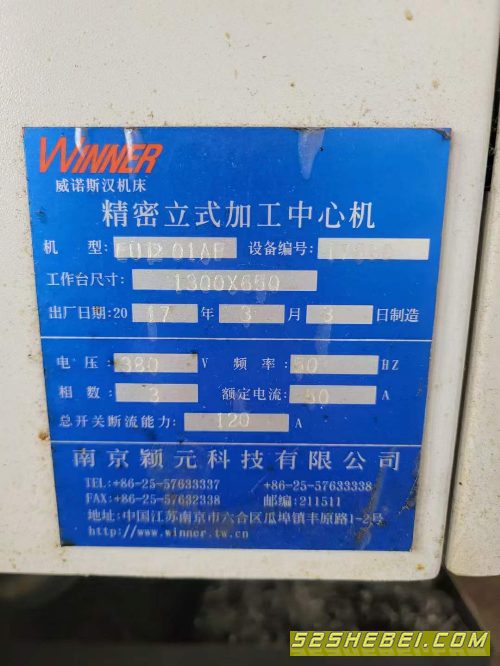 WINNER
威诺斯汉机床
精密立式加工中心机
机 型: 设备编号:
工作台尺寸: 1300X650
出厂日期:20 17 年 3 月 3 日制造
电 压: 380 V 频 率: 50 HZ
相数: 3 额定电流: 50 A
总开关断流能力: 120 A
南京颖元科技有限公司
TEL:+86-25-57633337 +86-25-57633338
FAX:+86-25-57632338 邮编:211511
地址:中国江苏南京市六合区瓜埠镇丰原路1-2号
http://www.winner.tw.cn
52SHEBEI.COM